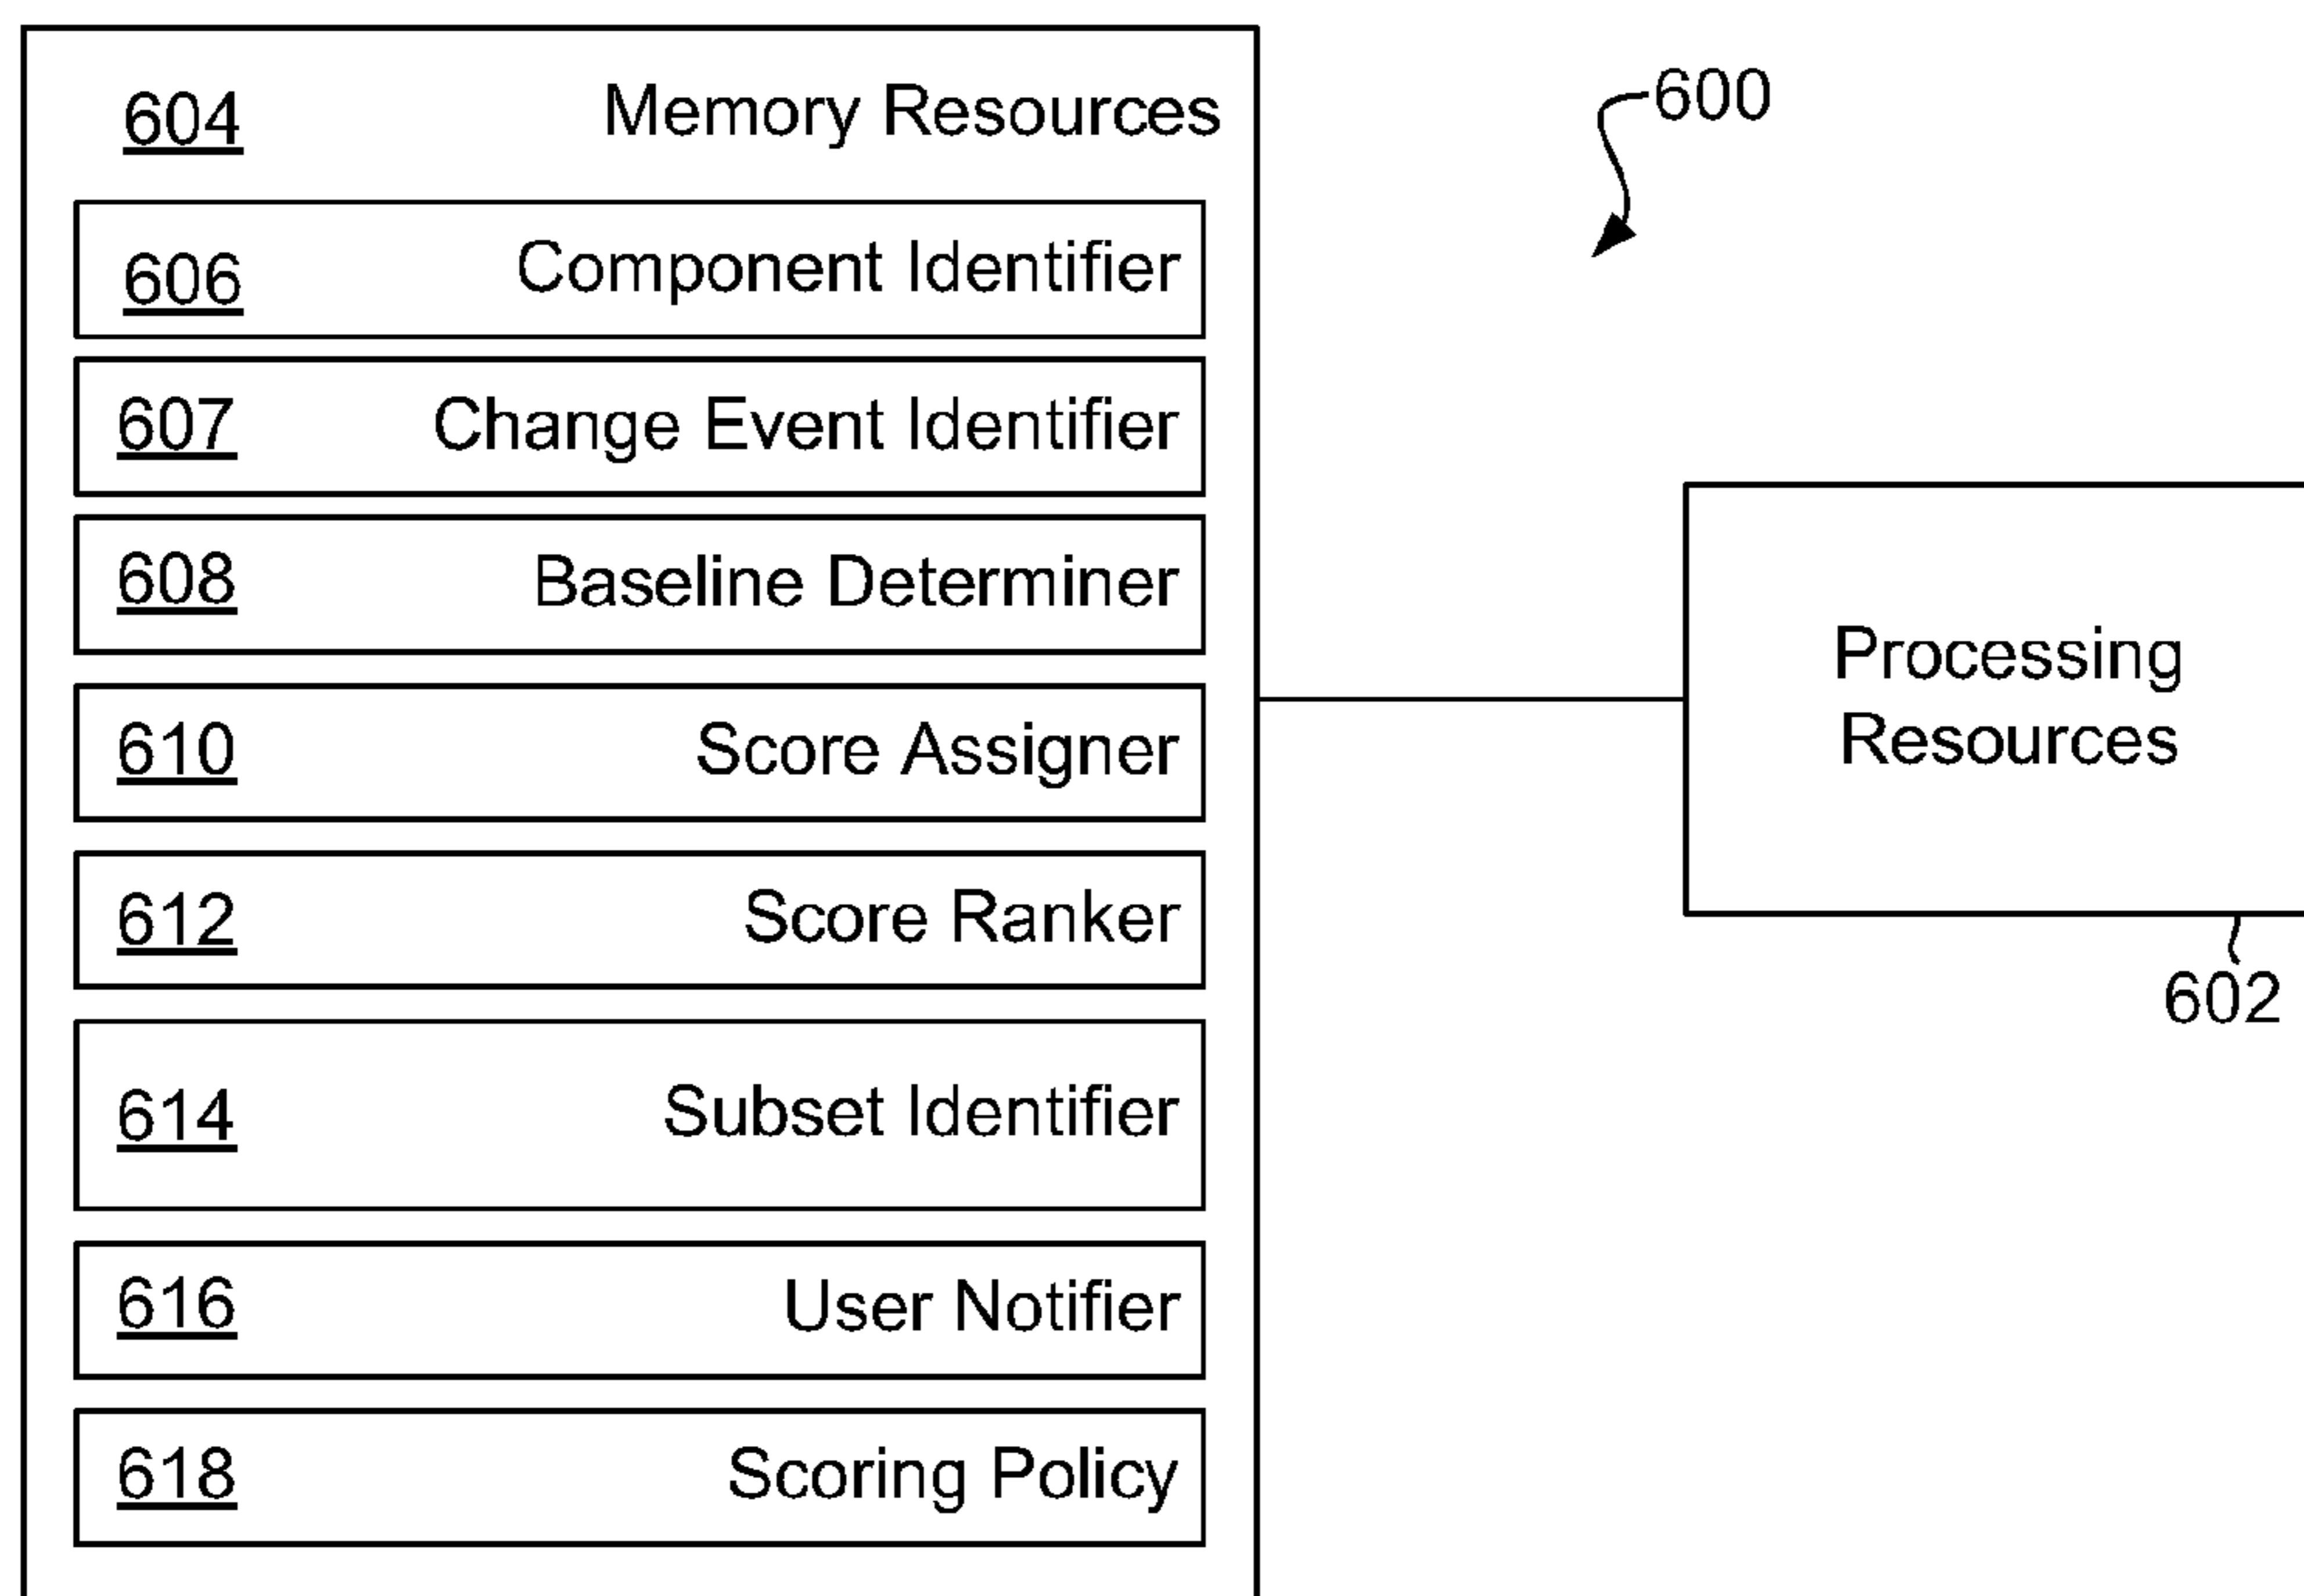 604 Memory Resources
600
606 Component Identifier
607 Change Event Identifier
608 Baseline Determiner
610 Score Assigner
612 Score Ranker
614 Subset Identifier
616 User Notifier
618 Scoring Policy
Processing
Resources
602